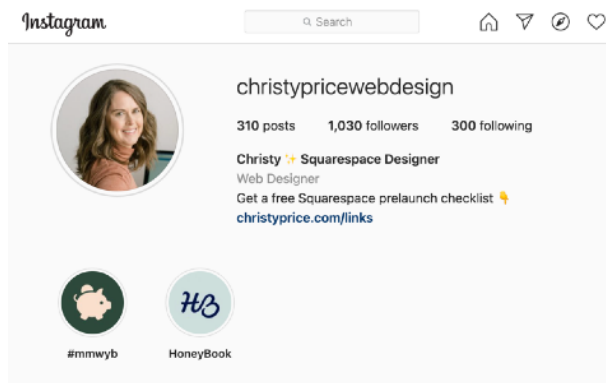 Instagram
Search
christypricewebdesign
310 posts 1,030 followers 300 following
Christy ✨ Squarespace Designer
Web Designer
Get a free Squarespace prelaunch checklist 👇
christyprice.com/links
HB
#mmwyb HoneyBook